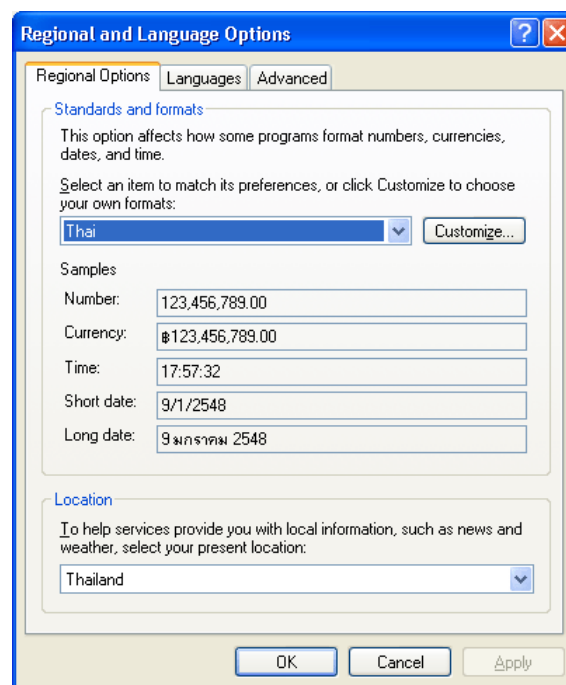 Regional and Language Options
Regional Options Languages Advanced
Standards and formats
This option affects how some programs format numbers, currencies,
dates, and time.
Select an item to match its preferences, or click Customize to choose
your own formats:
Thai Customize...
Samples
Number: 123,456,789.00
Currency: ฿123,456,789.00
Time: 17:57:32
Short date: 9/1/2548
Long date: 9 มกราคม 2548
Location
To help services provide you with local information, such as news and
weather, select your present location:
Thailand
OK Cancel Apply